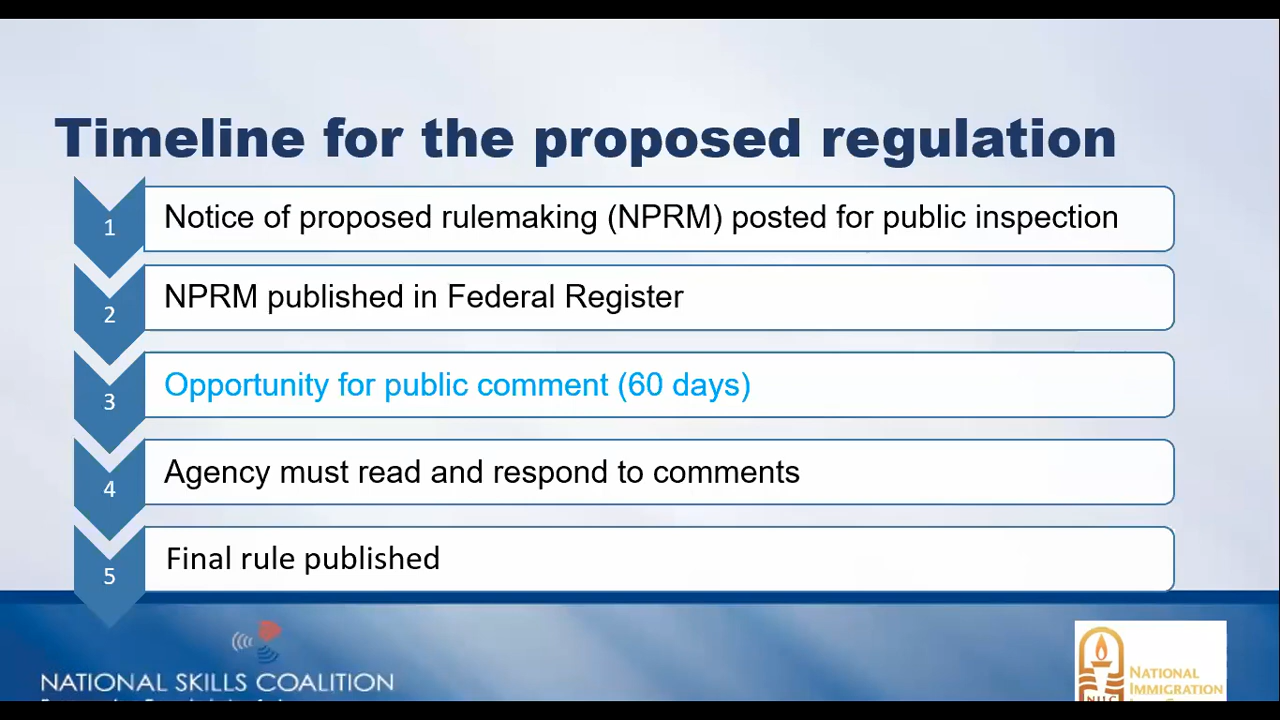 Timeline for the proposed regulation
1
Notice of proposed rulemaking (NPRM) posted for public inspection
2
NPRM published in Federal Register
3
Opportunity for public comment (60 days)
4
Agency must read and respond to comments
5
Final rule published
NATIONAL SKILLS COALITION
NILC
NATIONAL
IMMIGRATION